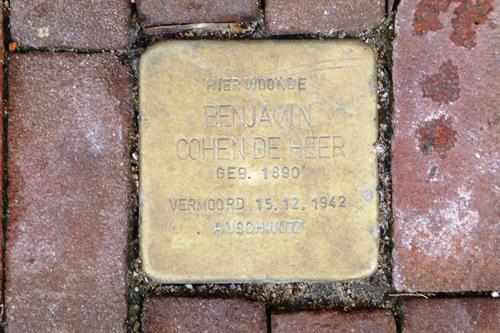 HIER WOONDE
BENJAMIN
COHEN DE HEER
GEB. 1890
VERMOORD 15.12.1942
AUSCHWITZ